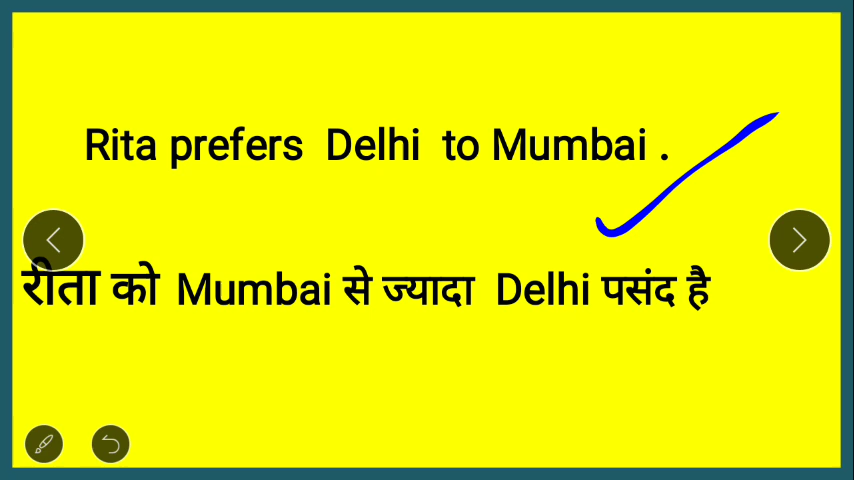 Rita prefers Delhi to Mumbai .
रीता को Mumbai से ज्यादा Delhi पसंद है